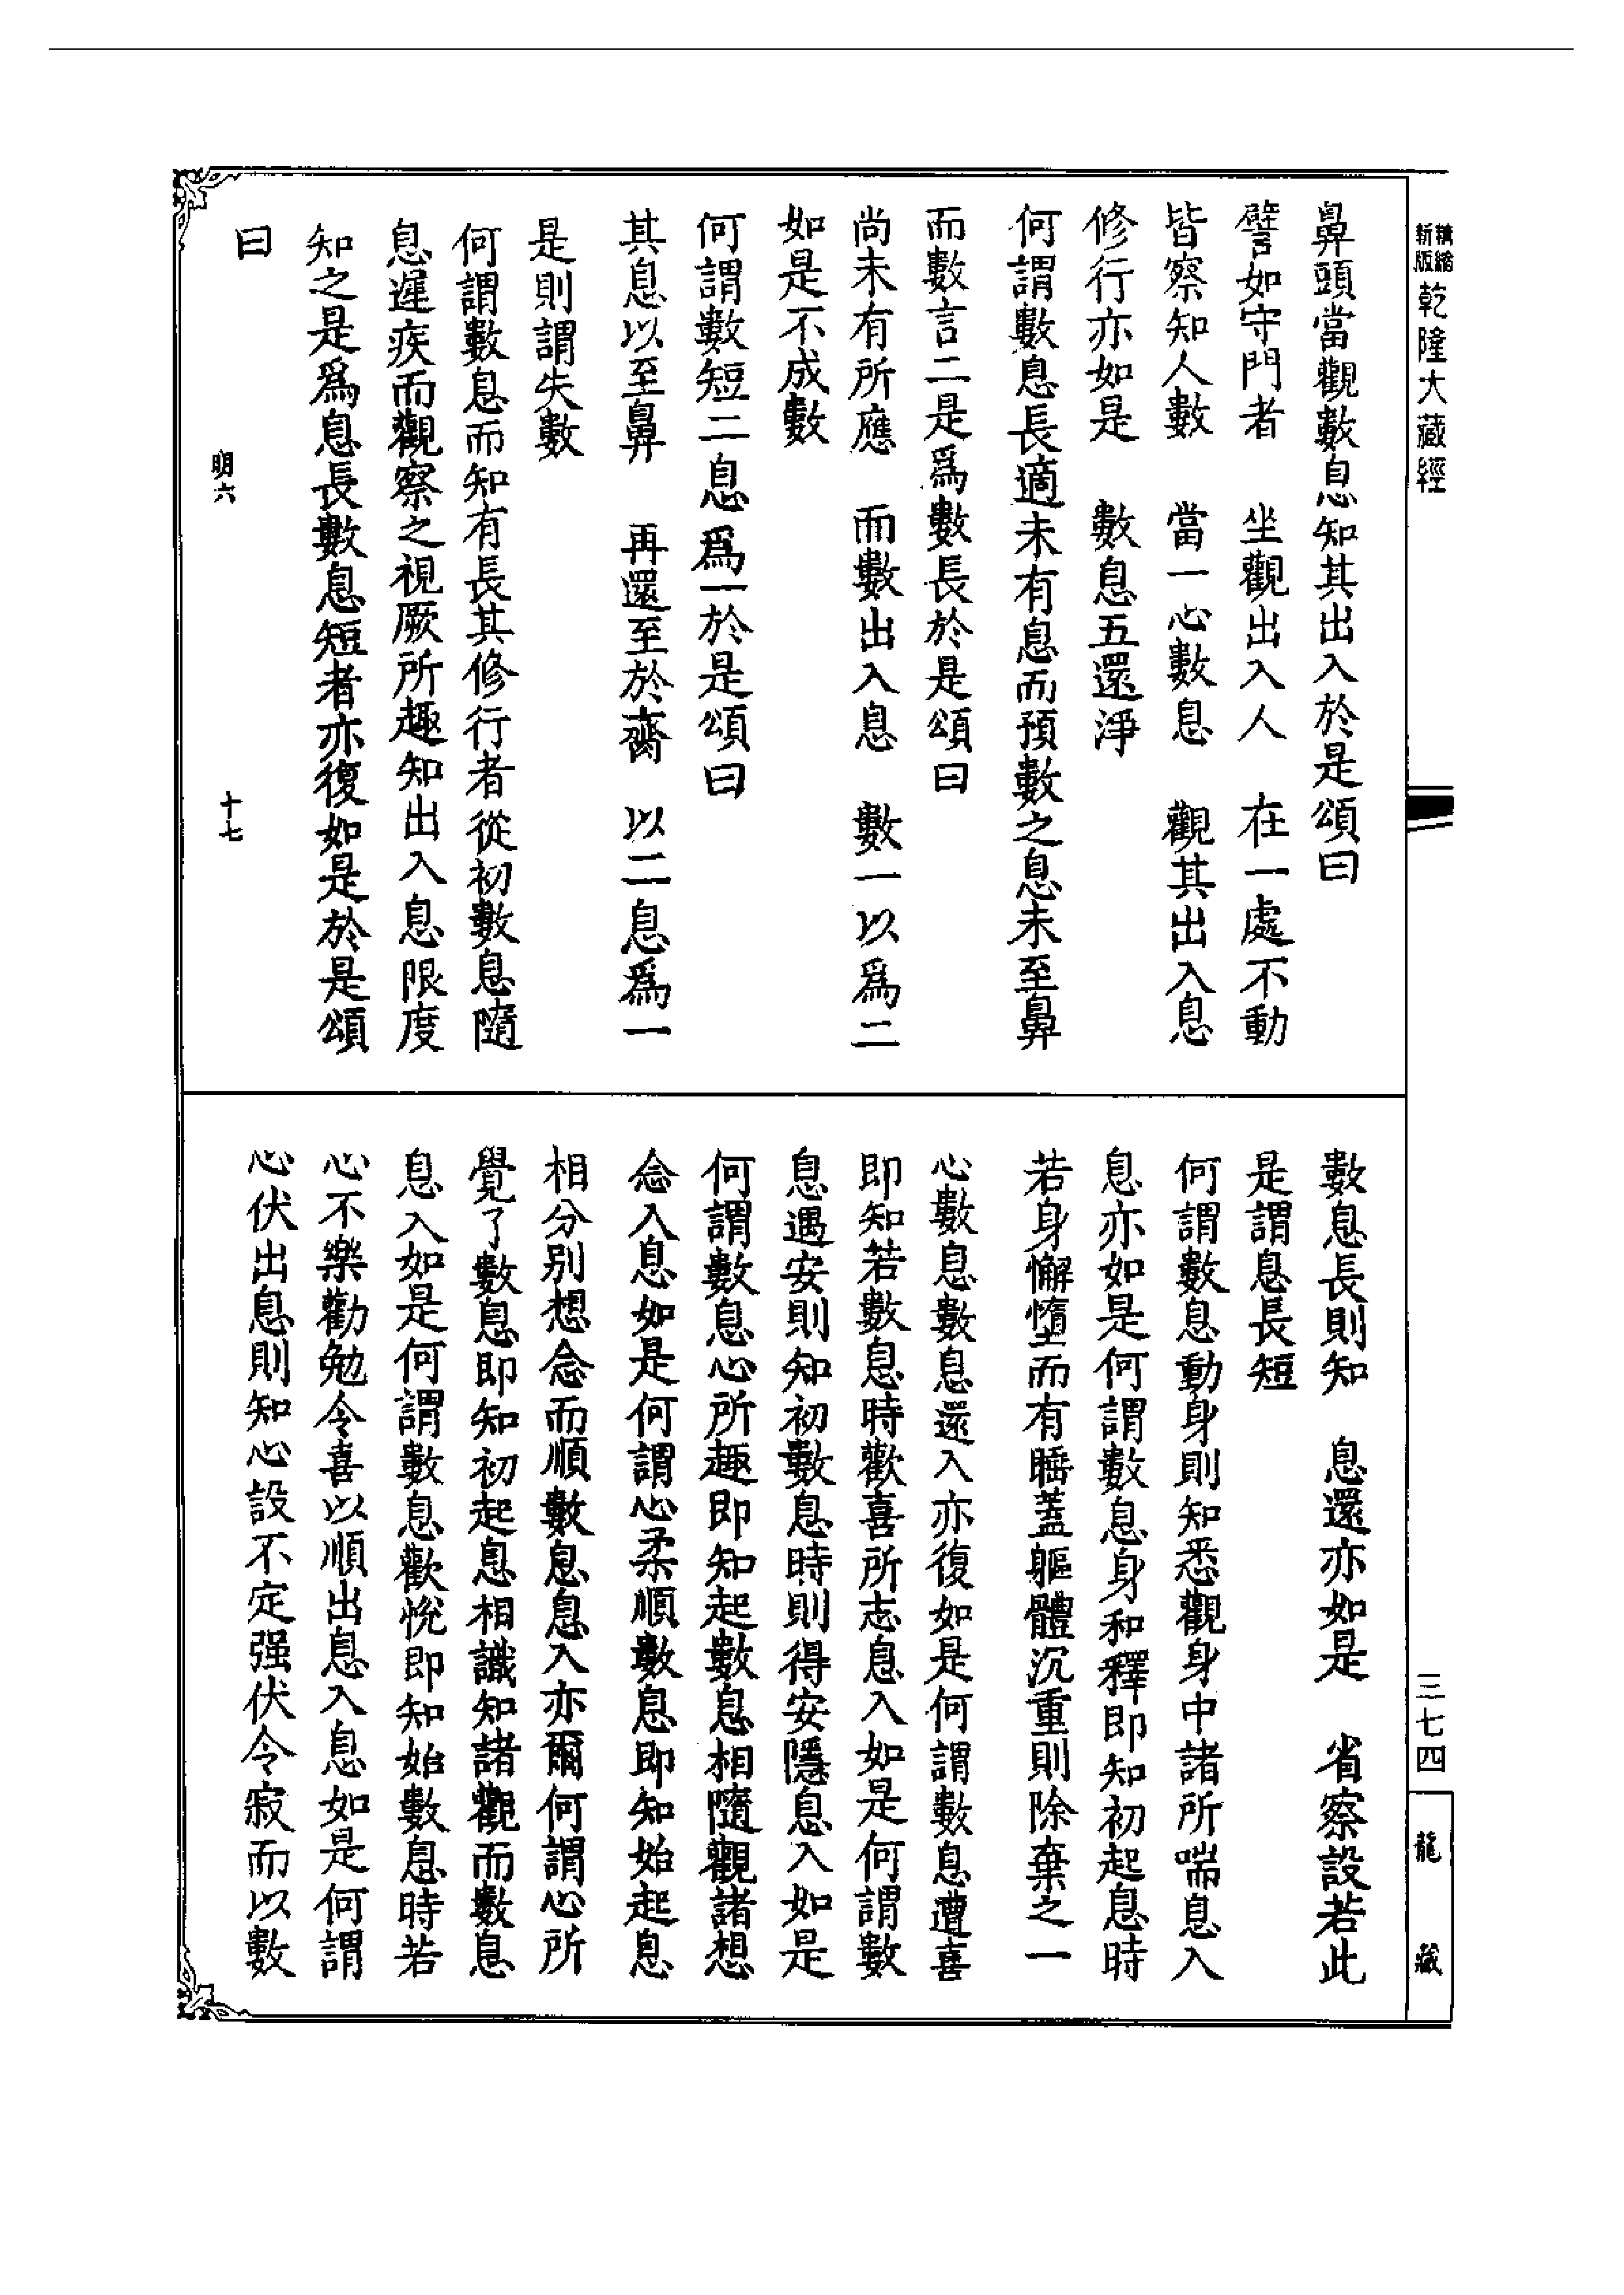 精縮新版乾隆大藏經
鼻頭當觀數息知其出入於是頌曰
譬如守門者　坐觀出入人　在一處不動
皆察知人數　當一心數息　觀其出入息
修行亦如是　數息五還淨
何謂數息長適未有息而預數之息未至鼻
而數言二是爲數長於是頌曰
尚未有所應　而數出入息　數一以爲二
如是不成數
何謂數短二息爲一於是頌曰
其息以至鼻　再還至於齋　以二息爲一
是則謂失數
何謂數息而知有長其修行者從初數息隨
息遲疾而觀察之視厥所趣知出入息限度
知之是爲息長數息短者亦復如是於是頌
曰
明六　十七
三七四
龍藏
數息長則知　息還亦如是　省察設若此
是謂息長短
何謂數息動身則知悉觀身中諸所喘息入
息亦如是何謂數息身和釋即知初起息時
若身懈惰而有睡蓋軀體沉重則除棄之一
心數息數息還入亦復如是何謂數息遭喜
即知若數息時歡喜所志息入如是何謂數
息遇安則知初數息時則得安隱息入如是
何謂數息心所趣即知起數息相隨觀諸想
念入息如是何謂心柔順數息即知始起息
相分別想念而順數息息入亦爾何謂心所
覺了數息即知初起息相識知諸觀而數息
息入如是何謂數息歡悅即知始數息時若
心不樂勸勉令喜以順出息入息如是何謂
心伏出息則知心設不定强伏令寂而以數